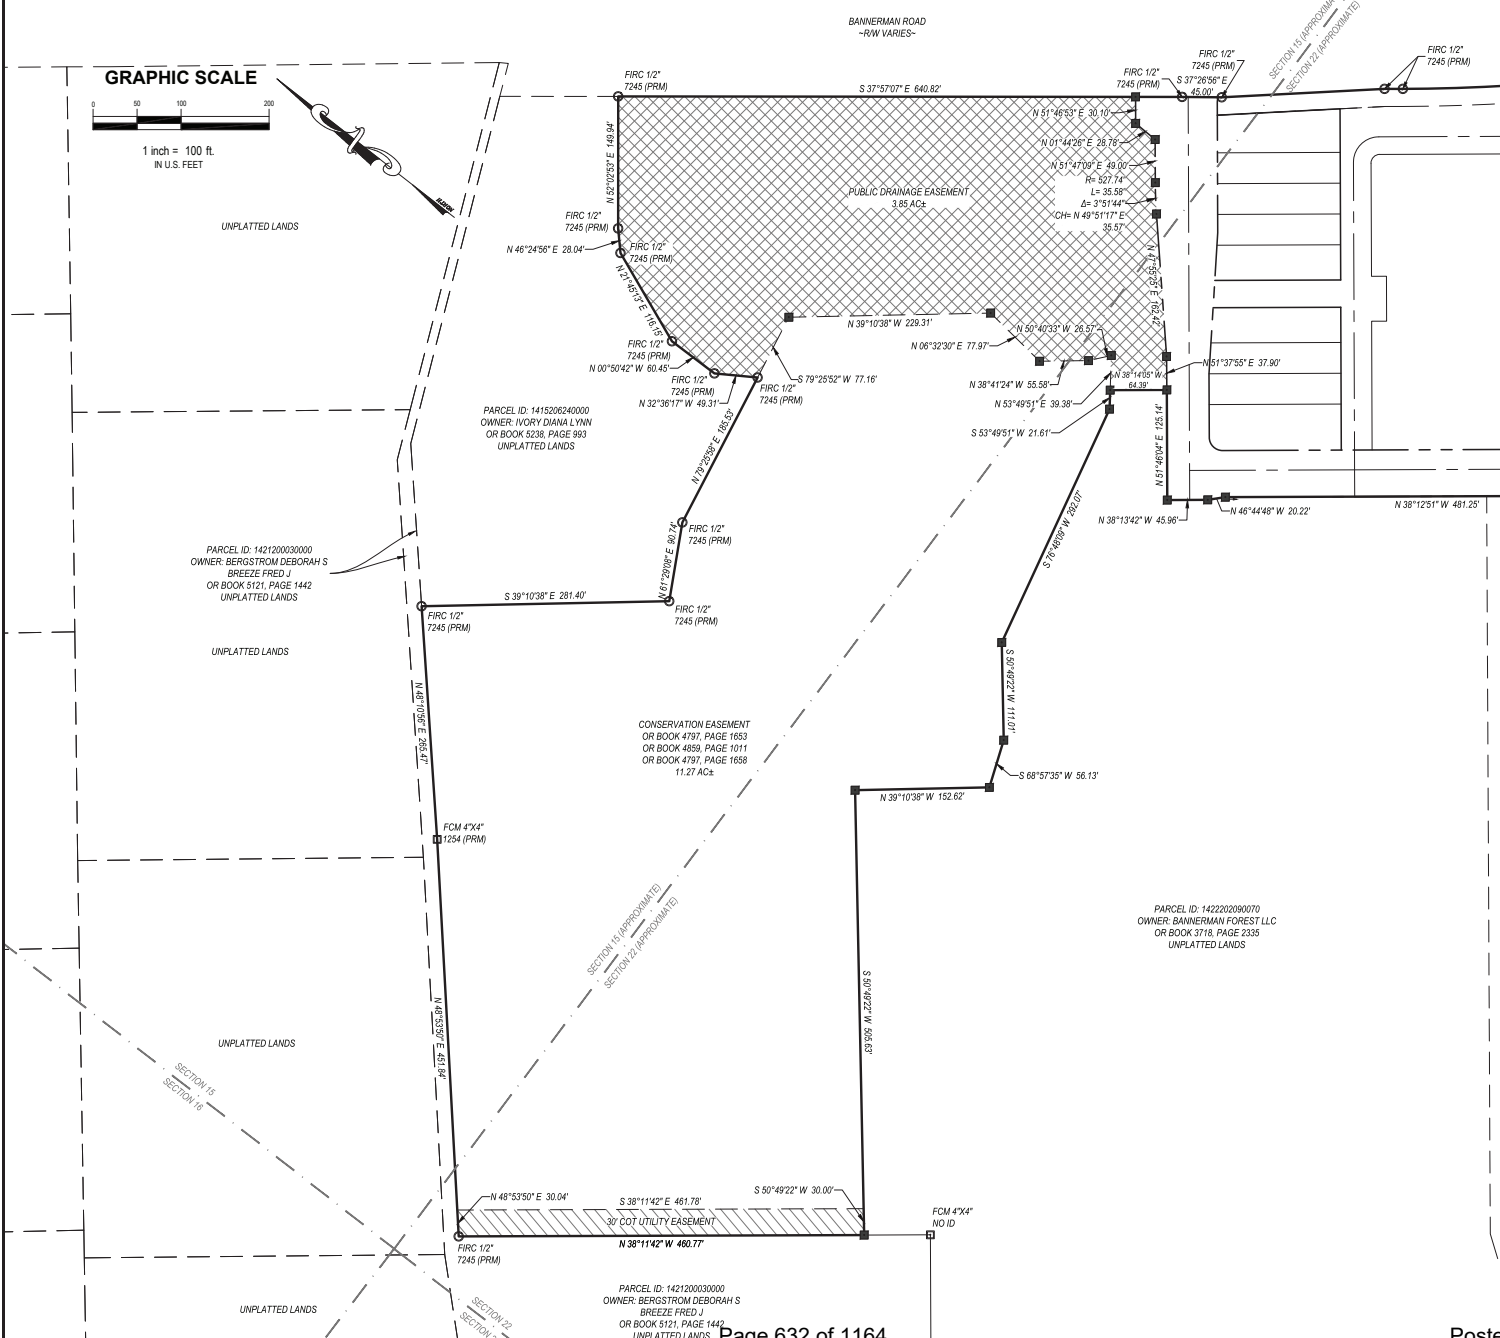 BANNERMAN ROAD
~R/W VARIES~
SECTION 15 (APPROXIMATE)
SECTION 22 (APPROXIMATE)
GRAPHIC SCALE
0 50 100 200
1 inch = 100 ft.
IN U.S. FEET
NORTH
FIRC 1/2"
7245 (PRM)
S 37°57'07" E 640.82'
FIRC 1/2"
7245 (PRM)
FIRC 1/2"
7245 (PRM)
S 37°26'56" E
45.00'
FIRC 1/2"
7245 (PRM)
N 51°46'53" E 30.10'
N 01°44'26" E 28.78'
N 51°47'09" E 49.00'
R= 527.74'
L= 35.58'
Δ= 3°51'44"
CH= N 49°51'17" E
35.57'
N 52°02'53" E 149.94'
PUBLIC DRAINAGE EASEMENT
3.85 AC±
UNPLATTED LANDS
FIRC 1/2"
7245 (PRM)
N 46°24'56" E 28.04'
FIRC 1/2"
7245 (PRM)
N 21°45'13" E 116.15'
N 47°55'25" E 162.42'
FIRC 1/2"
7245 (PRM)
N 39°10'38" W 229.31'
N 50°40'33" W 26.57'
N 06°32'30" E 77.97'
N 00°50'42" W 60.45'
FIRC 1/2"
7245 (PRM)
N 32°36'17" W 49.31'
FIRC 1/2"
7245 (PRM)
S 79°25'52" W 77.16'
N 38°41'24" W 55.58'
N 38°14'05" W
64.39'
N 51°37'55" E 37.90'
N 53°49'51" E 39.38'
S 53°49'51" W 21.61'
PARCEL ID: 1415206240000
OWNER: IVORY DIANA LYNN
OR BOOK 5238, PAGE 993
UNPLATTED LANDS
N 79°25'58" E 185.53'
N 51°46'04" E 125.14'
N 38°13'42" W 45.96'
N 46°44'48" W 20.22'
N 38°12'51" W 481.25'
FIRC 1/2"
7245 (PRM)
S 76°48'09" W 292.07'
PARCEL ID: 1421200030000
OWNER: BERGSTROM DEBORAH S
BREEZE FRED J
OR BOOK 5121, PAGE 1442
UNPLATTED LANDS
N 61°29'08" E 90.74'
S 39°10'38" E 281.40'
FIRC 1/2"
7245 (PRM)
FIRC 1/2"
7245 (PRM)
UNPLATTED LANDS
N 48°10'56" E 265.47'
S 50°49'22" W 111.01'
CONSERVATION EASEMENT
OR BOOK 4797, PAGE 1653
OR BOOK 4859, PAGE 1011
OR BOOK 4797, PAGE 1658
11.27 AC±
S 68°57'35" W 56.13'
N 39°10'38" W 152.62'
FCM 4"X4"
1254 (PRM)
SECTION 15 (APPROXIMATE)
SECTION 22 (APPROXIMATE)
PARCEL ID: 1422202090070
OWNER: BANNERMAN FOREST LLC
OR BOOK 3718, PAGE 2335
UNPLATTED LANDS
S 50°49'22" W 505.63'
N 48°53'50" E 451.84'
UNPLATTED LANDS
SECTION 15
SECTION 16
N 48°53'50" E 30.04'
S 38°11'42" E 461.78'
S 50°49'22" W 30.00'
30' COT UTILITY EASEMENT
FCM 4"X4"
NO ID
FIRC 1/2"
7245 (PRM)
N 38°11'42" W 460.77'
UNPLATTED LANDS
SECTION 22
PARCEL ID: 1421200030000
OWNER: BERGSTROM DEBORAH S
BREEZE FRED J
OR BOOK 5121, PAGE 1442
UNPLATTED LANDS
Page 632 of 1164
Poste